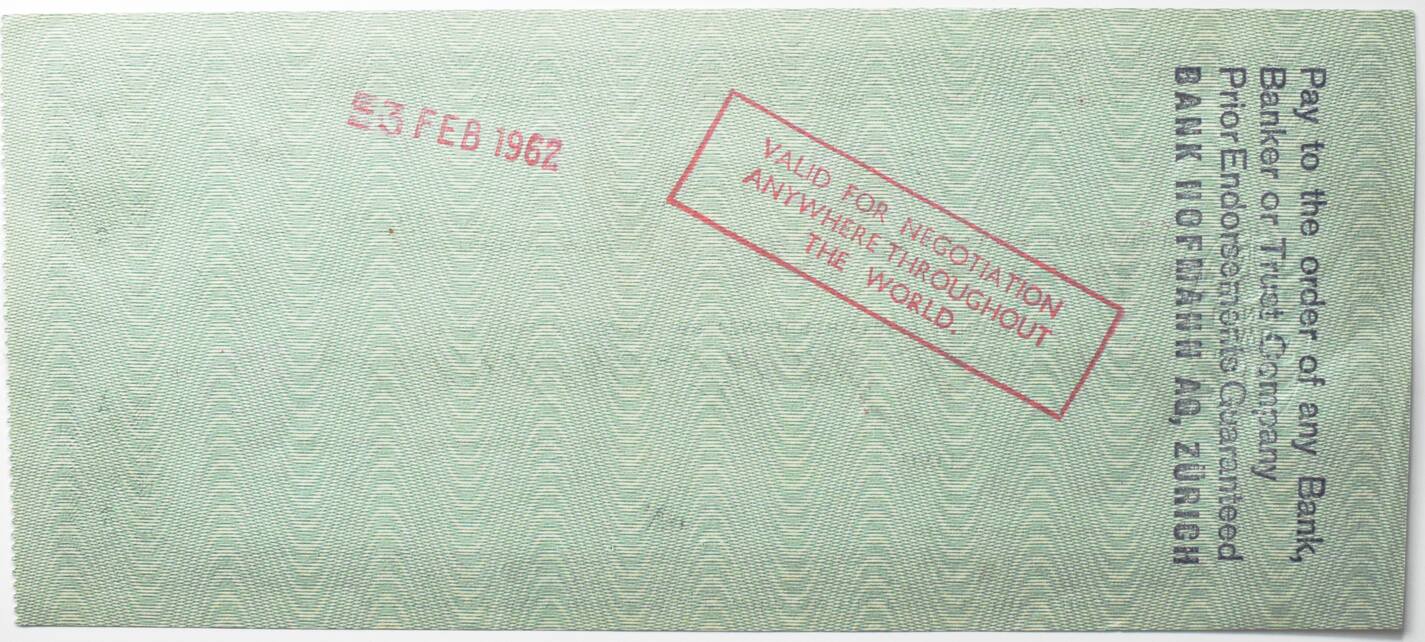 3 FEB 1962
VALID FOR NEGOTIATION
ANYWHERE THROUGHOUT
THE WORLD.
Pay to the order of any Bank,
Banker or Trust Company
Prior Endorsements Guaranteed
BANK HOFMANN AG, ZÜRICH